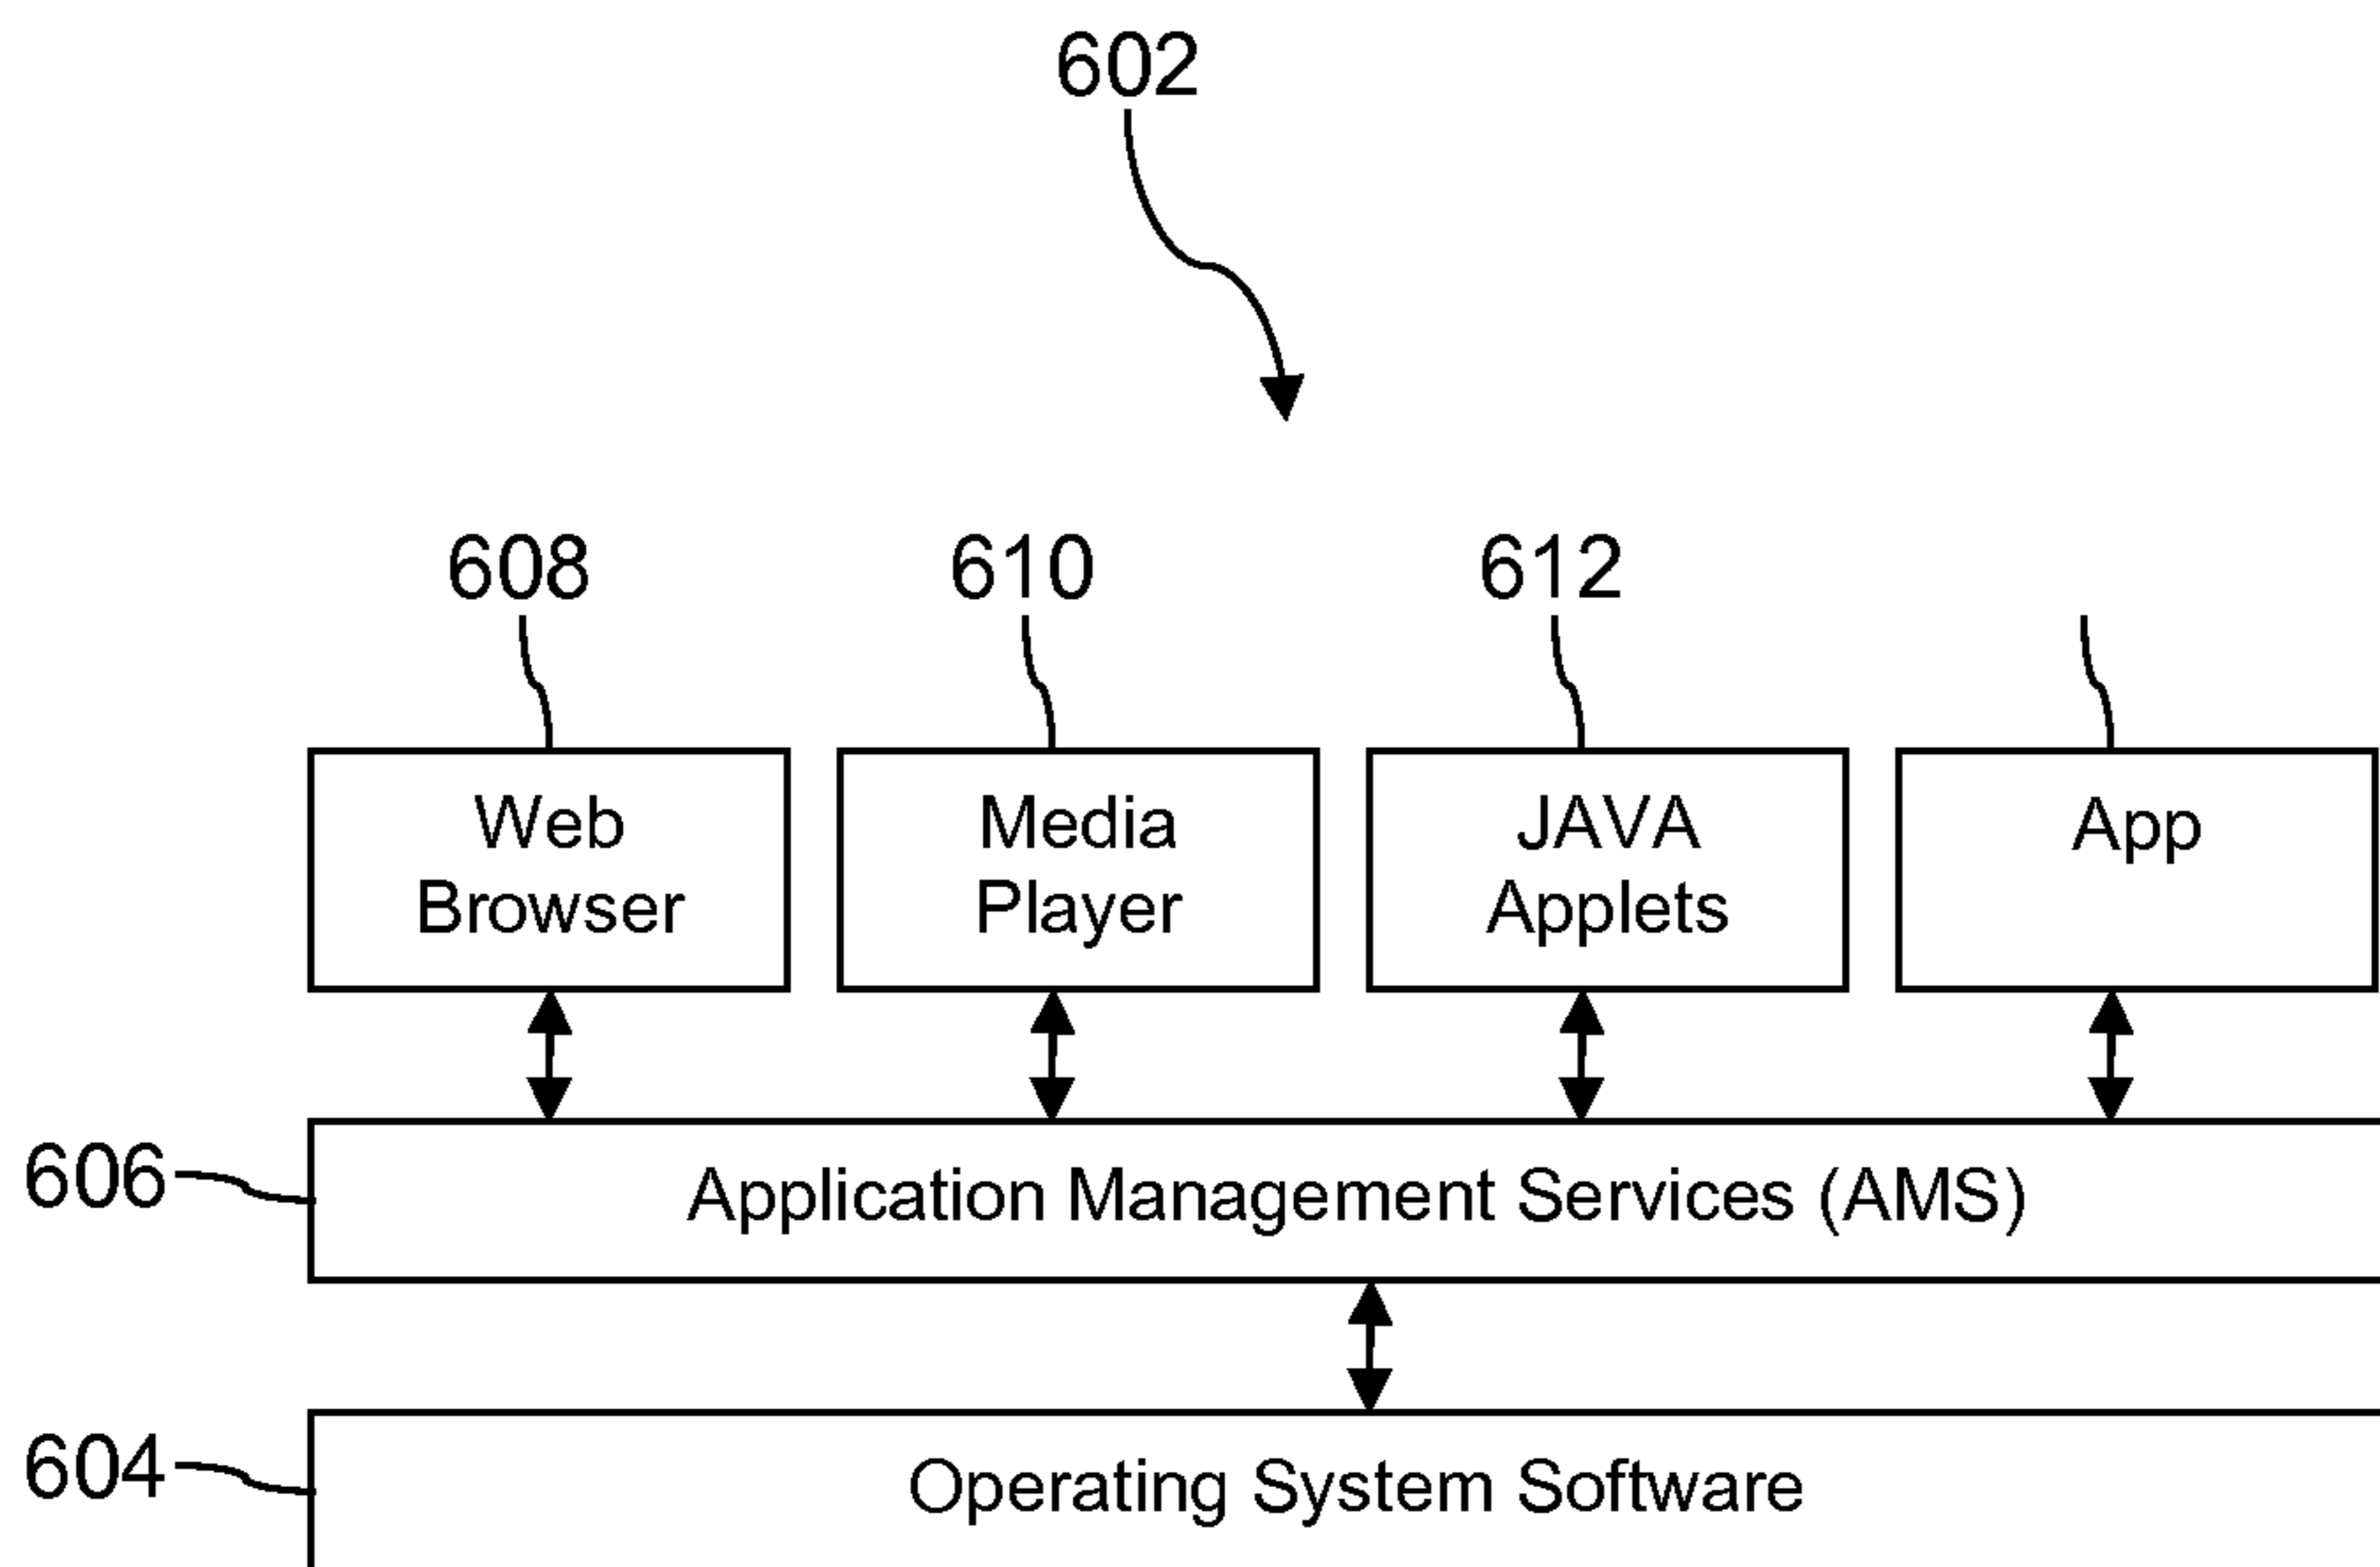 602
608
610
612
Web
Browser
Media
Player
JAVA
Applets
App
606
Application Management Services (AMS)
604
Operating System Software